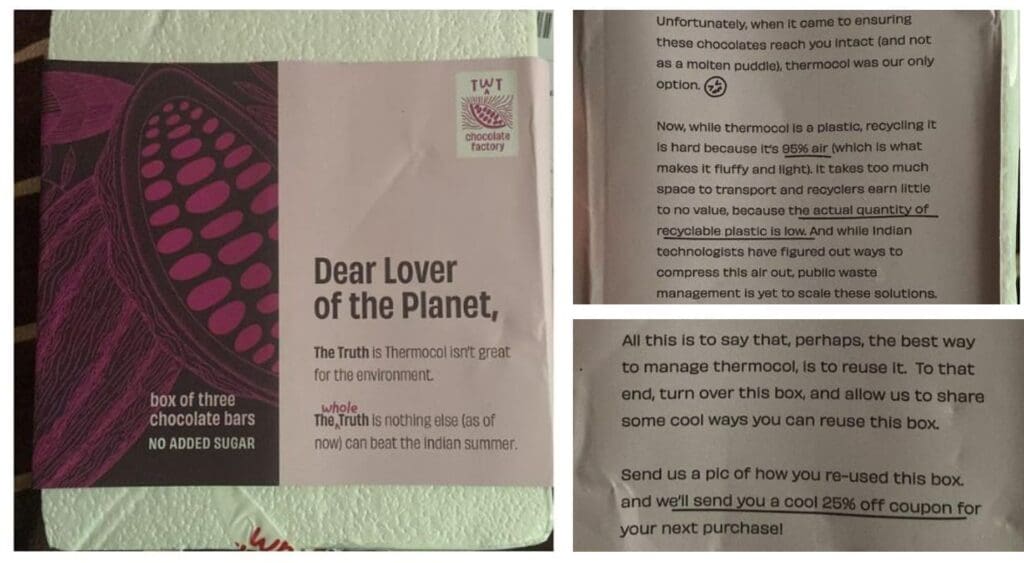 TWT
A
chocolate
factory
Dear Lover
of the Planet,
The Truth is Thermocol isn't great
for the environment.
whole
The Truth is nothing else (as of
now) can beat the Indian summer.
box of three
chocolate bars
NO ADDED SUGAR
Unfortunately, when it came to ensuring
these chocolates reach you intact (and not
as a molten puddle), thermocol was our only
option.
Now, while thermocol is a plastic, recycling it
is hard because it's 95% air (which is what
makes it fluffy and light). It takes too much
space to transport and recyclers earn little
to no value, because the actual quantity of
recyclable plastic is low. And while Indian
technologists have figured out ways to
compress this air out, public waste
management is yet to scale these solutions.
All this is to say that, perhaps, the best way
to manage thermocol, is to reuse it. To that
end, turn over this box, and allow us to share
some cool ways you can reuse this box.
Send us a pic of how you re-used this box.
and we'll send you a cool 25% off coupon for
your next purchase!